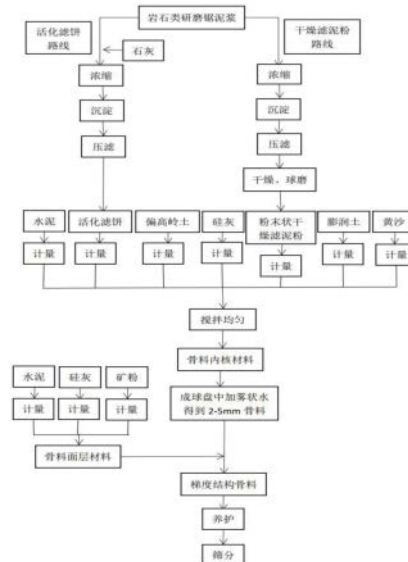 岩石类研磨锯泥浆
活化滤饼
路线
干燥滤泥粉
路线
石灰
浓缩
浓缩
沉淀
沉淀
压滤
压滤
干燥、球磨
水泥
活化滤饼
偏高岭土
硅灰
粉末状干
燥滤泥粉
膨润土
黄沙
计量
计量
计量
计量
计量
计量
计量
搅拌均匀
骨料内核材料
水泥
硅灰
矿粉
成球盘中加雾状水
得到 2-5mm 骨料
计量
计量
计量
骨料面层材料
梯度结构骨料
养护
筛分